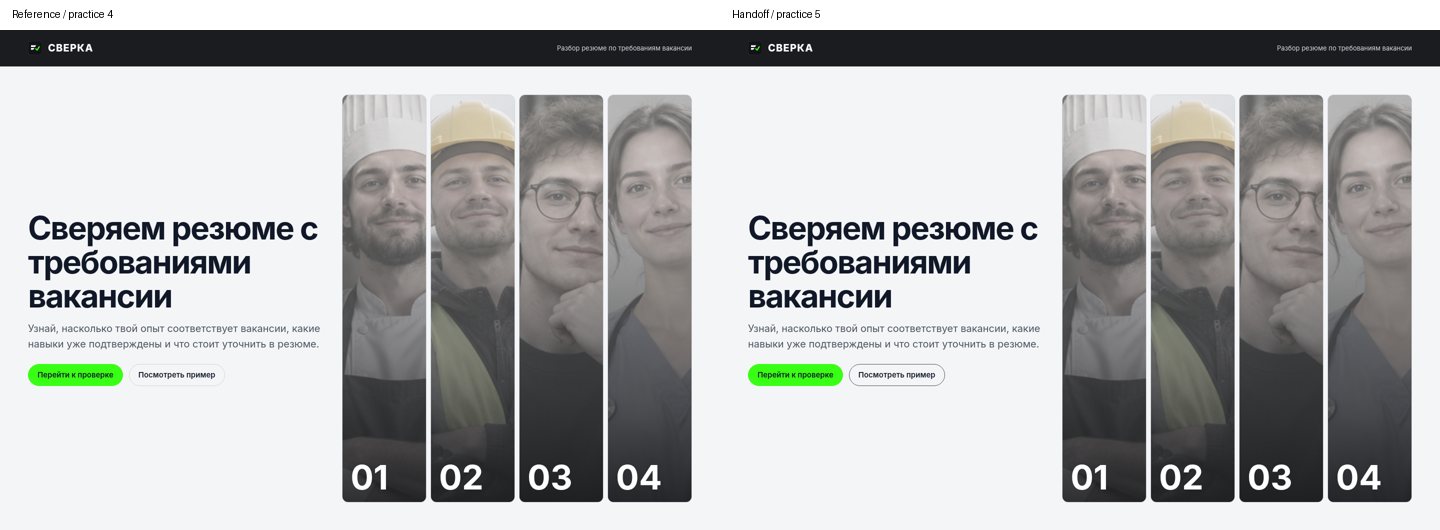 Reference / practice 4
СВЕРКА
Разбор резюме по требованиям вакансии
Сверяем резюме с
требованиями
вакансии
Узнай, насколько твой опыт соответствует вакансии, какие
навыки уже подтверждены и что стоит уточнить в резюме.
Перейти к проверке
Посмотреть пример
01
02
03
04
Handoff / practice 5
СВЕРКА
Разбор резюме по требованиям вакансии
Сверяем резюме с
требованиями
вакансии
Узнай, насколько твой опыт соответствует вакансии, какие
навыки уже подтверждены и что стоит уточнить в резюме.
Перейти к проверке
Посмотреть пример
01
02
03
04